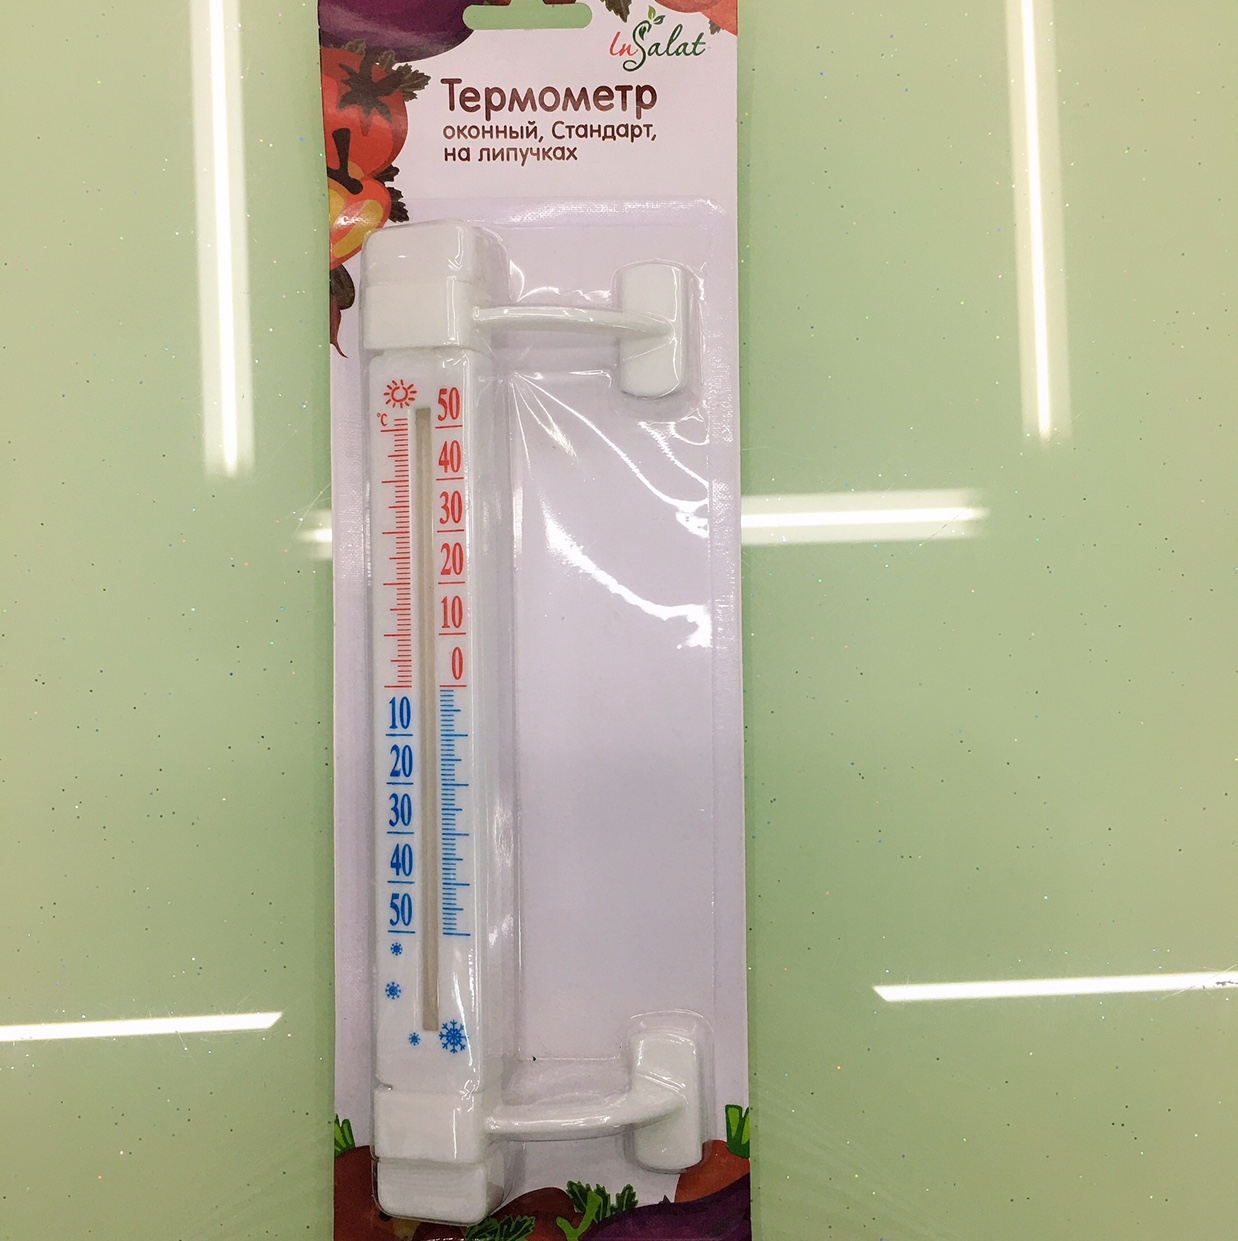 InSalat
Термометр
оконный, Стандарт,
на липучках
°C
50
40
30
20
10
0
10
20
30
40
50